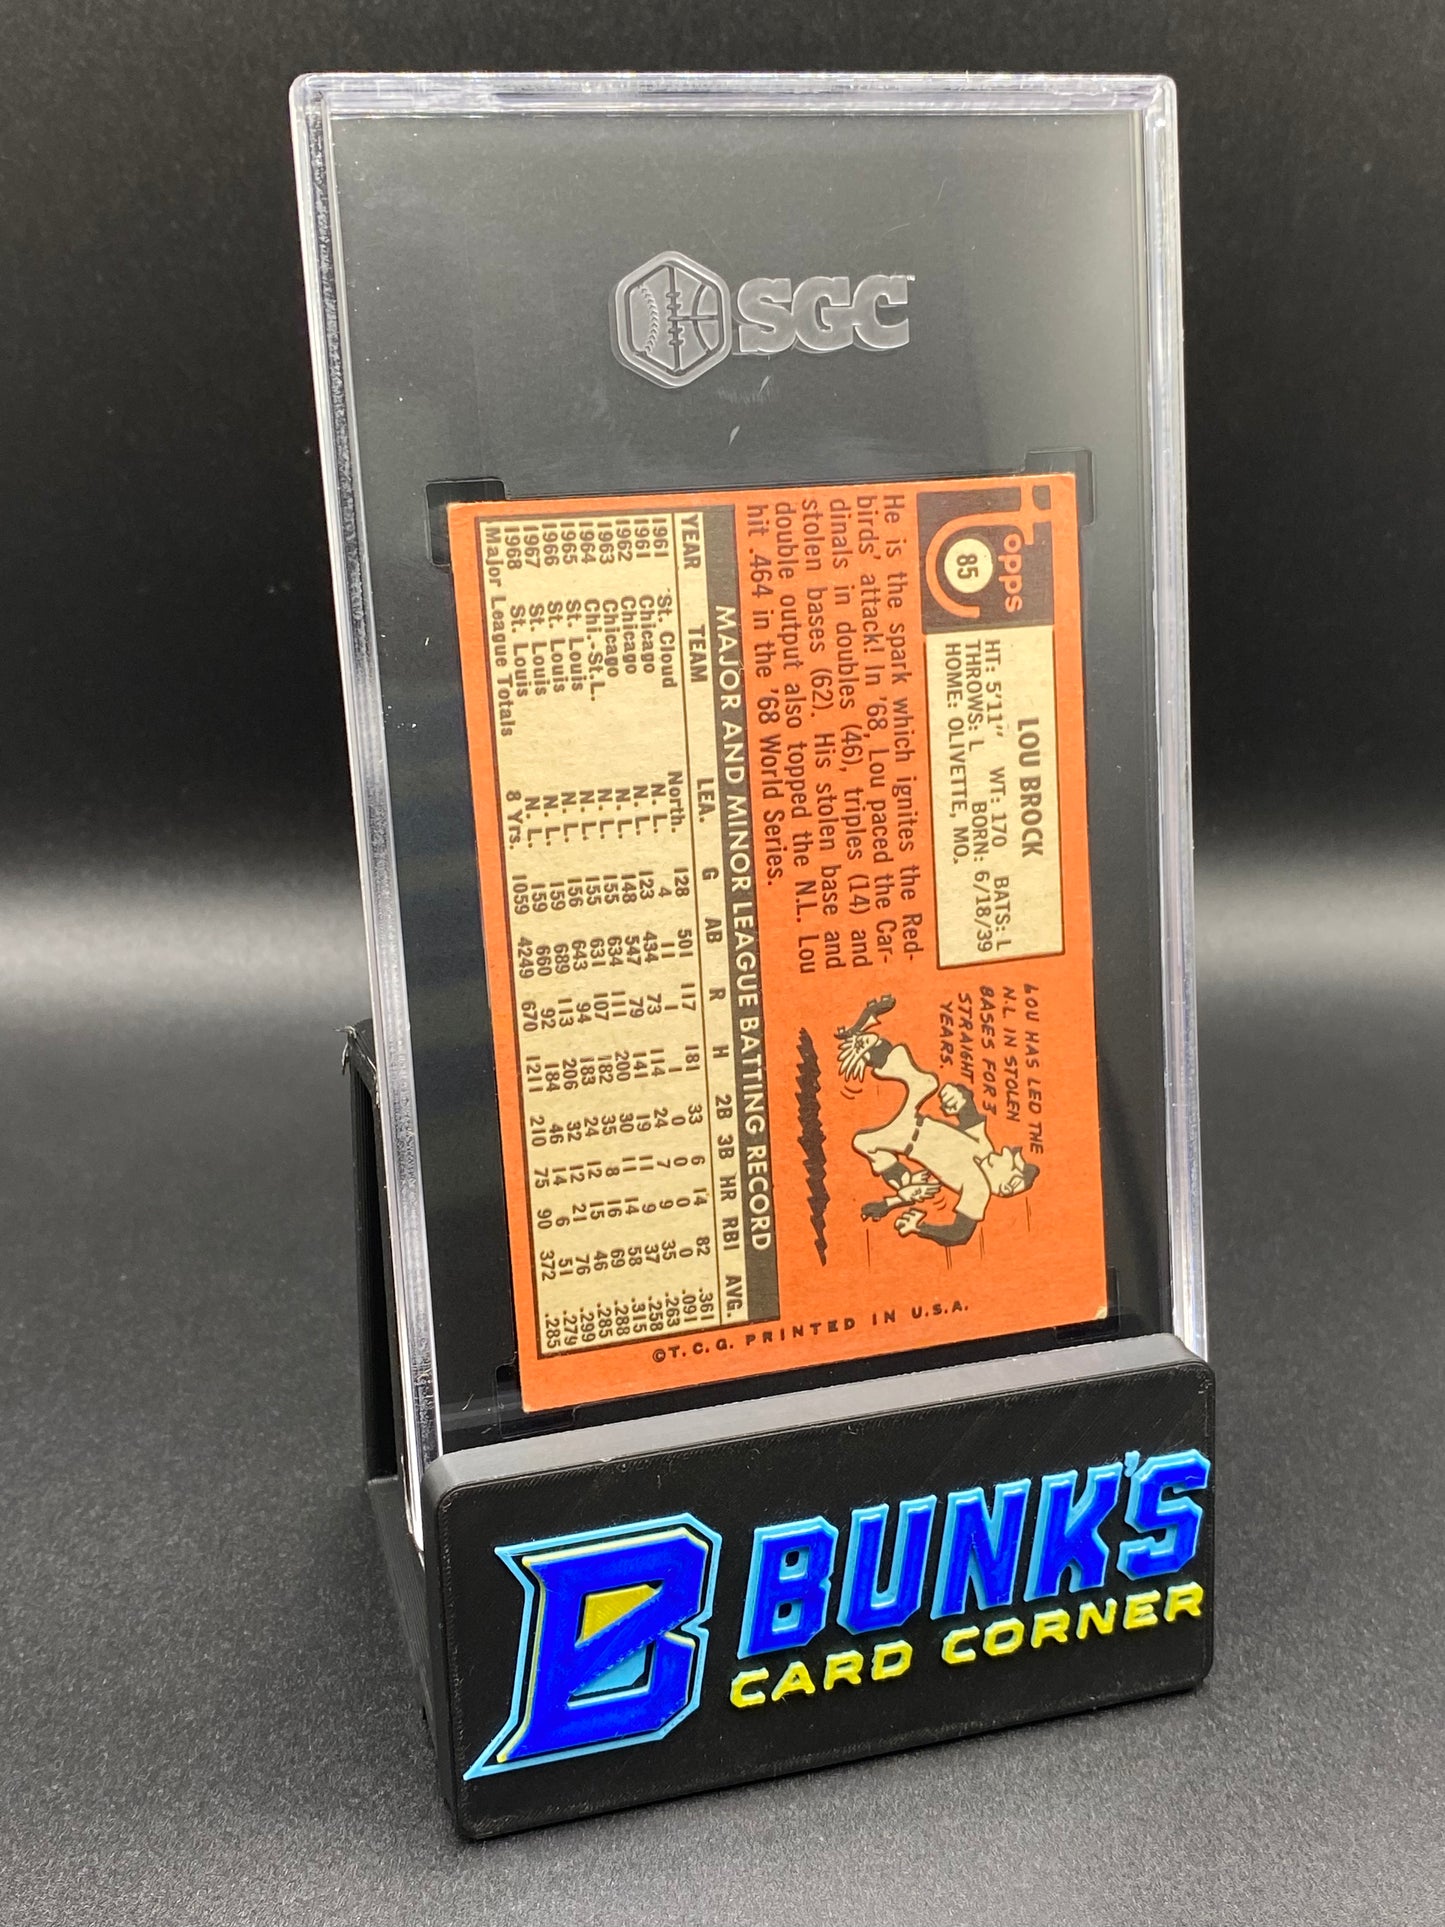 SGC
Topps
85
LOU BROCK
HT: 5'11" WT: 170 BATS: L
THROWS: L BORN: 6/18/39
HOME: OLIVETTE, MO.
He is the spark which ignites the Red-
birds' attack! In '68, Lou paced the Car-
dinals in doubles (46), triples (14) and
stolen bases (62). His stolen base and
double output also topped the N.L. Lou
hit .464 in the '68 World Series.
LOU HAS LED THE
N.L IN STOLEN
BASES FOR 3
STRAIGHT
YEARS.
MAJOR AND MINOR LEAGUE BATTING RECORD
YEAR TEAM LEA. G AB R H 2B 3B HR RBI AVG.
1961 St. Cloud North. 128 501 117 181 33 6 14 82 .361
1961 Chicago N. L. 4 11 1 1 0 0 0 0 .091
1962 Chicago N. L. 123 434 73 114 24 7 9 35 .263
1963 Chicago N. L. 148 547 79 141 19 11 9 37 .258
1964 Chi.-St.L. N. L. 155 634 111 200 30 11 14 58 .315
1965 St. Louis N. L. 155 631 107 182 35 8 16 69 .288
1966 St. Louis N. L. 156 643 94 183 24 12 15 46 .285
1967 St. Louis N. L. 159 689 113 206 32 12 21 76 .299
1968 St. Louis N. L. 159 660 92 184 46 14 6 51 .279
Major League Totals 8 Yrs. 1059 4249 670 1211 210 75 90 372 .285
©T. C. G. PRINTED IN U.S.A.
B BUNK'S
CARD CORNER